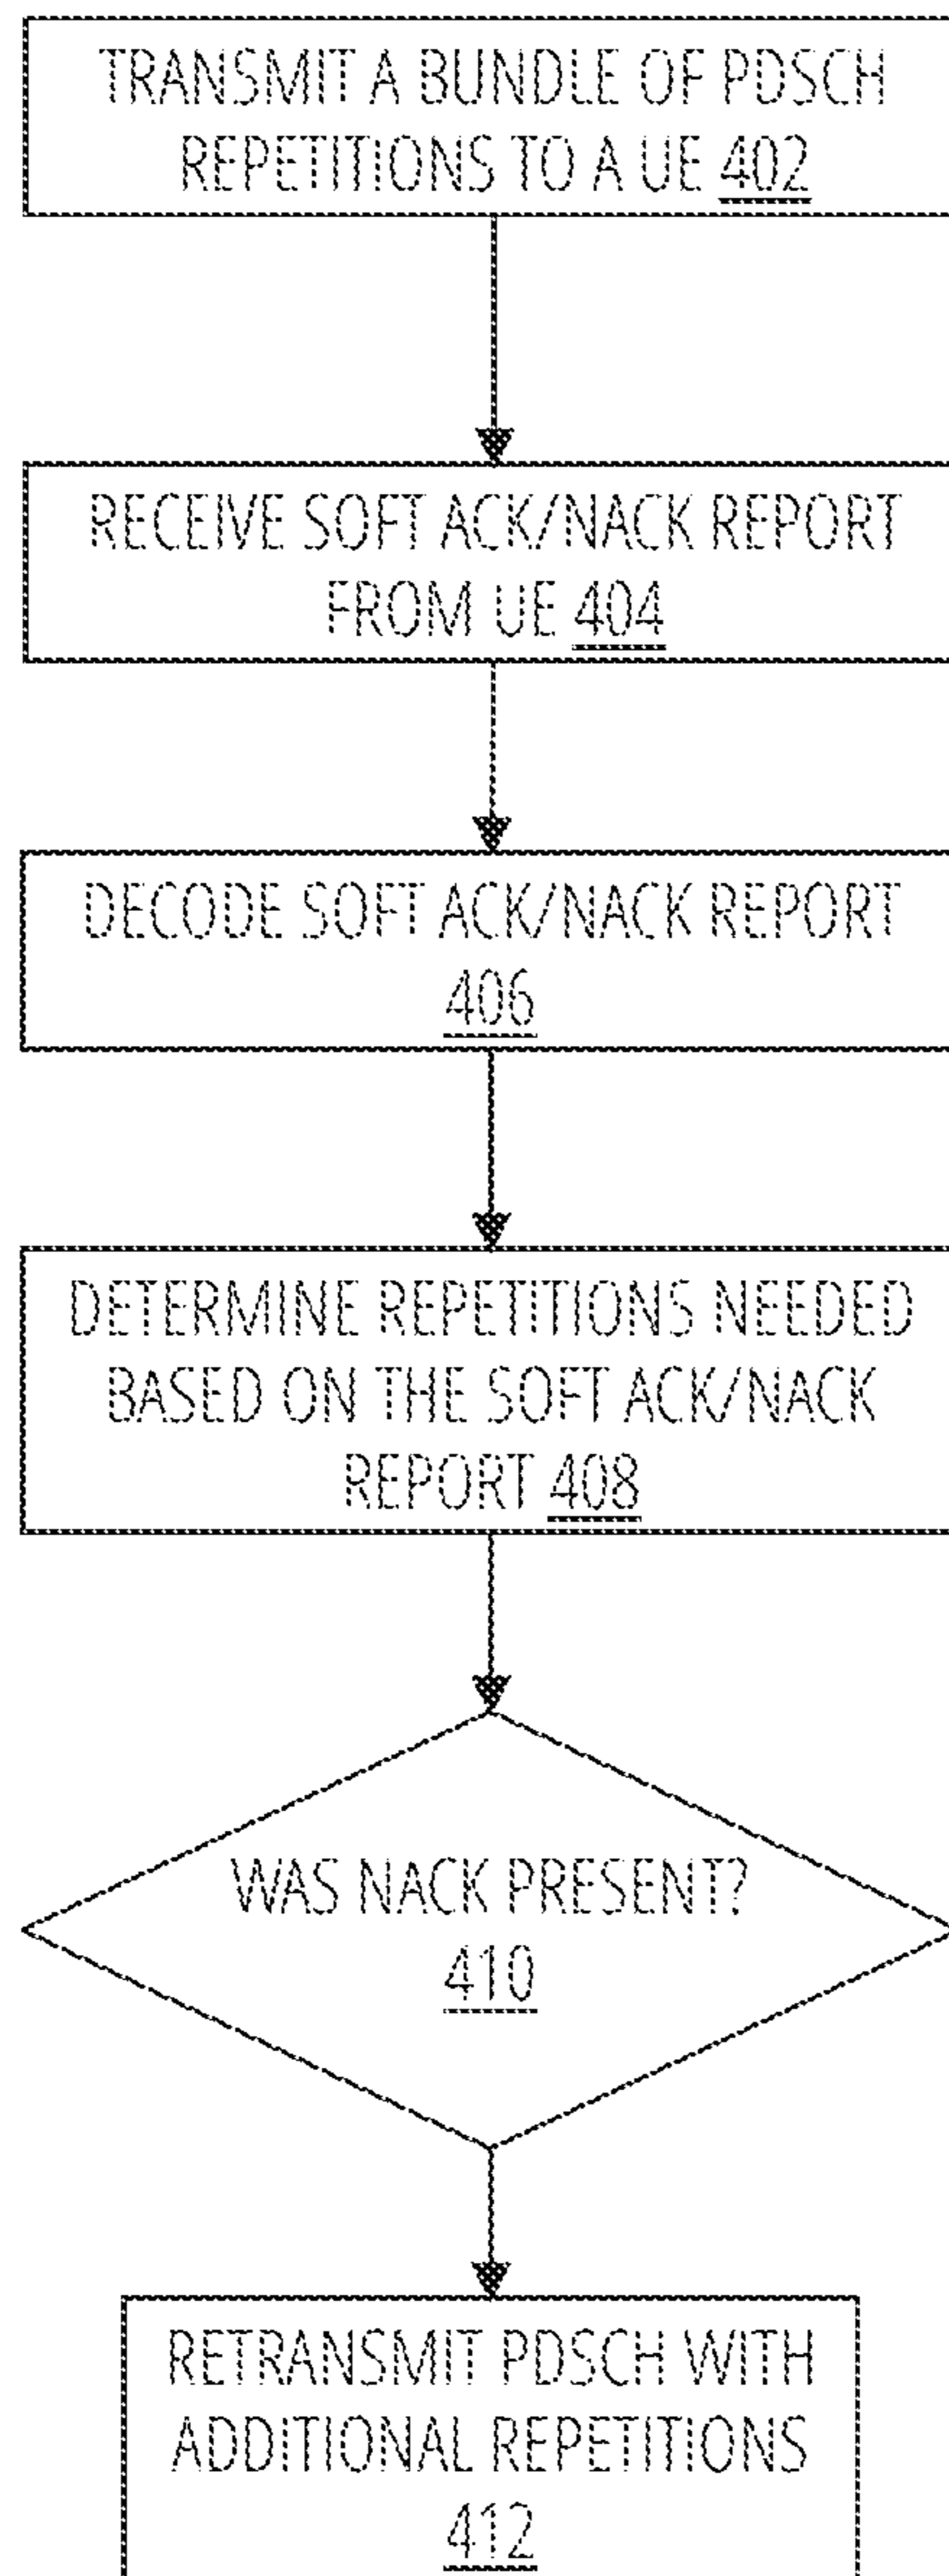 TRANSMIT A BUNDLE OF PDSCH
REPETITIONS TO A UE 402
RECEIVE SOFT ACK/NACK REPORT
FROM UE 404
DECODE SOFT ACK/NACK REPORT
406
DETERMINE REPETITIONS NEEDED
BASED ON THE SOFT ACK/NACK
REPORT 408
WAS NACK PRESENT?
410
RETRANSMIT PDSCH WITH
ADDITIONAL REPETITIONS
412